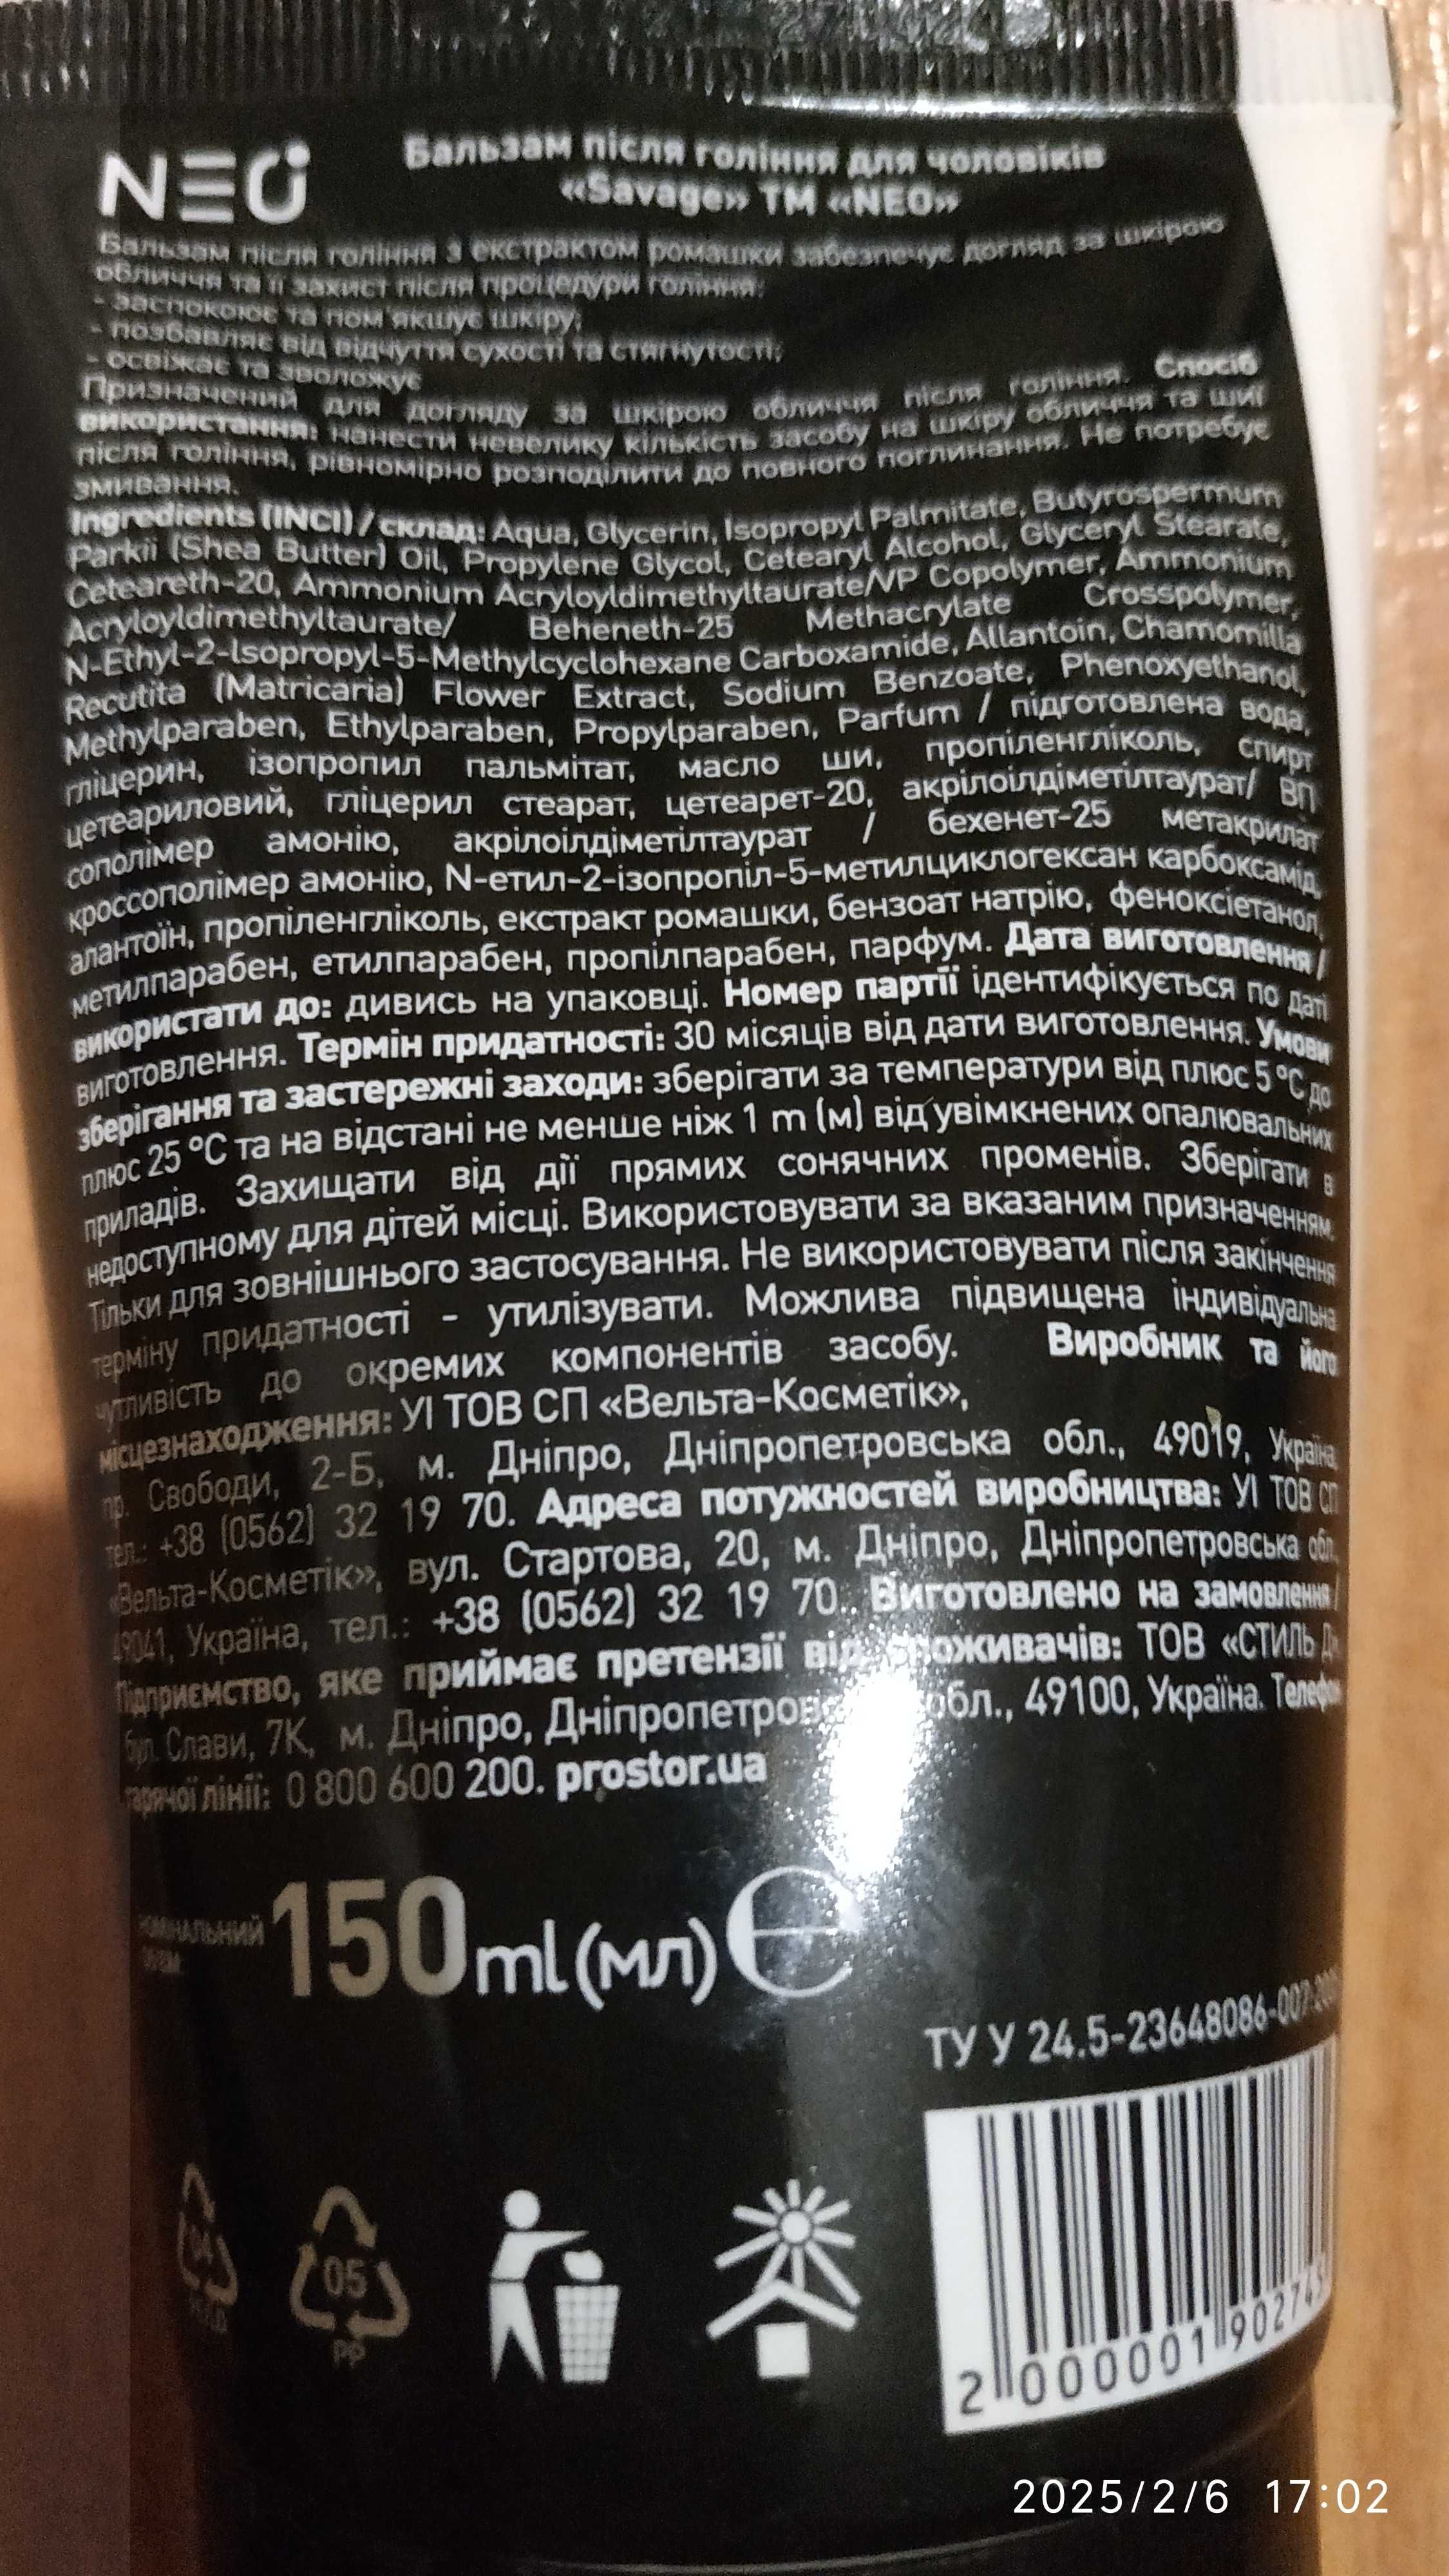 NEO
Бальзам після гоління для чоловіків
«Savage» ТМ «NEO»
Бальзам після гоління з екстрактом ромашки забезпечує догляд за шкірою
обличчя та її захист після процедури гоління:
- заспокоює та пом'якшує шкіру;
- позбавляє від відчуття сухості та стягнутості;
- освіжає та зволожує
Призначений для догляду за шкірою обличчя після гоління. Спосіб
використання: нанести невелику кількість засобу на шкіру обличчя та шиї
після гоління, рівномірно розподілити до повного поглинання. Не потребує
змивання.
Ingredients (INCI) / склад: Aqua, Glycerin, Isopropyl Palmitate, Butyrospermum
Parkii (Shea Butter) Oil, Propylene Glycol, Cetearyl Alcohol, Glyceryl Stearate,
Ceteareth-20, Ammonium Acryloyldimethyltaurate/VP Copolymer, Ammonium
Acryloyldimethyltaurate/ Beheneth-25 Methacrylate Crosspolymer,
N-Ethyl-2-Isopropyl-5-Methylcyclohexane Carboxamide, Allantoin, Chamomilla
Recutita (Matricaria) Flower Extract, Sodium Benzoate, Phenoxyethanol,
Methylparaben, Ethylparaben, Propylparaben, Parfum / підготовлена вода,
гліцерин, ізопропил пальмітат, масло ши, пропіленгліколь, спирт
цетеариловий, гліцерил стеарат, цетеарет-20, акрілоілдіметілтаурат/ ВП
сополімер амонію, акрілоілдіметілтаурат / бехенет-25 метакрилат
кроссополімер амонію, N-етил-2-ізопропіл-5-метилциклогексан карбоксамід,
алантоїн, пропіленгліколь, екстракт ромашки, бензоат натрію, феноксіетанол,
метилпарабен, етилпарабен, пропілпарабен, парфум. Дата виготовлення /
використати до: дивись на упаковці. Номер партії ідентифікується по даті
виготовлення. Термін придатності: 30 місяців від дати виготовлення. Умови
зберігання та застережні заходи: зберігати за температури від плюс 5 °C до
плюс 25 °C та на відстані не менше ніж 1 m (м) від увімкнених опалювальних
приладів. Захищати від дії прямих сонячних променів. Зберігати в
недоступному для дітей місці. Використовувати за вказаним призначенням.
Тільки для зовнішнього застосування. Не використовувати після закінчення
терміну придатності - утилізувати. Можлива підвищена індивідуальна
чутливість до окремих компонентів засобу. Виробник та його
місцезнаходження: УІ ТОВ СП «Вельта-Косметік»,
пр. Свободи, 2-Б, м. Дніпро, Дніпропетровська обл., 49019, Україна,
тел.: +38 (0562) 32 19 70. Адреса потужностей виробництва: УІ ТОВ СП
«Вельта-Косметік», вул. Стартова, 20, м. Дніпро, Дніпропетровська обл.,
49041, Україна, тел.: +38 (0562) 32 19 70. Виготовлено на замовлення /
Підприємство, яке приймає претензії від споживачів: ТОВ «СТИЛЬ Д»
бул. Слави, 7К, м. Дніпро, обл., 49100, Україна. Телефон
гарячої лінії: 0 800 600 200. prostor.ua
номінальний
150 ml (мл) ℮
ТУ У 24.5-23648086-007
04
05
PP
2 000001 90274
2025/2/6 17:02